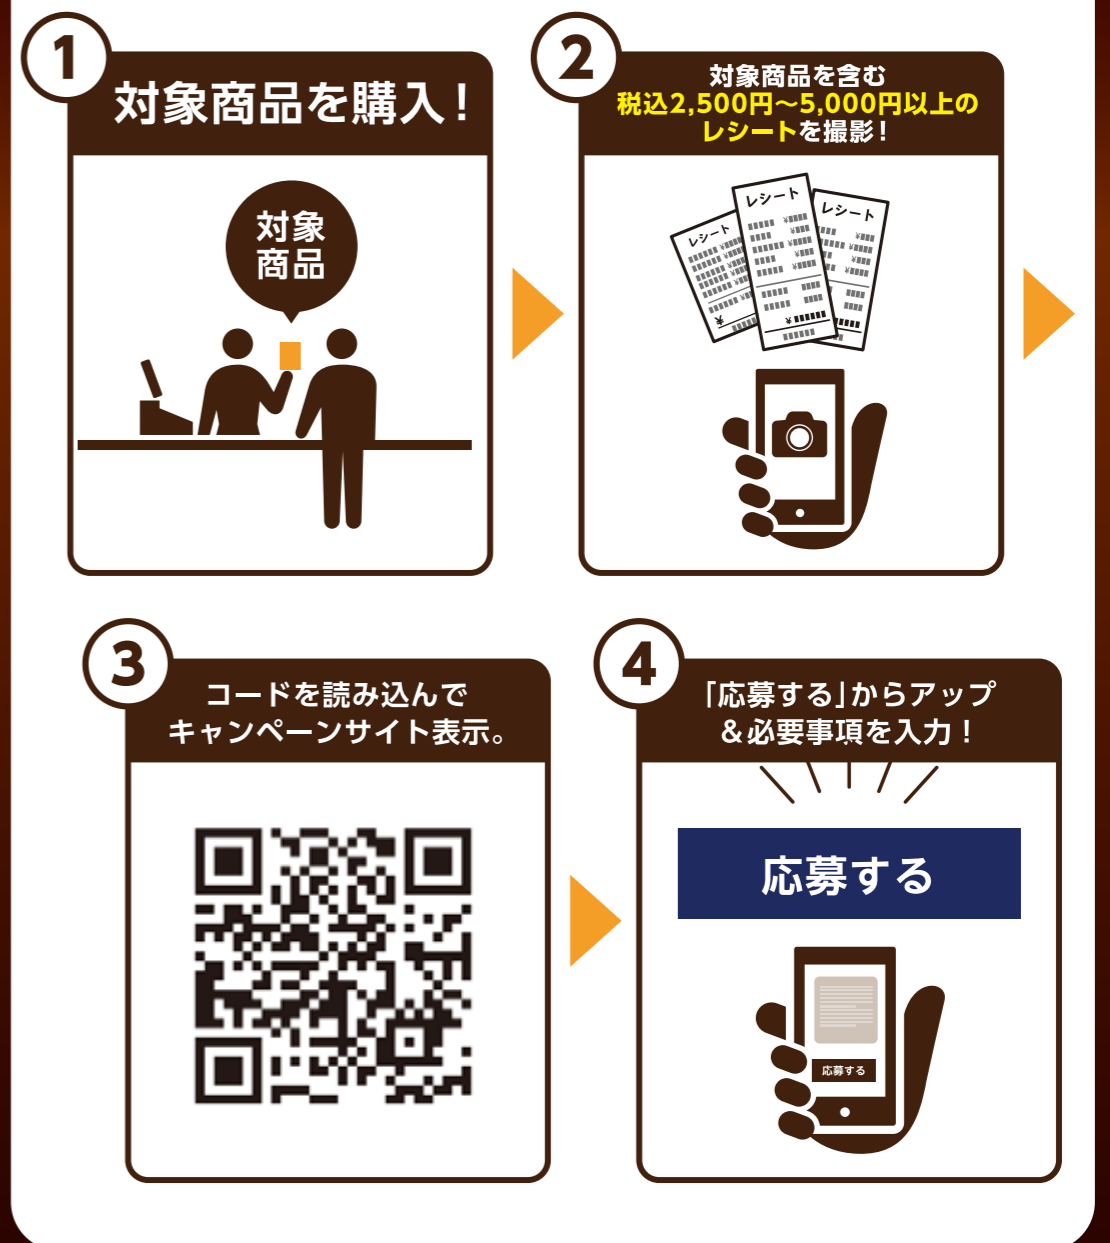 1
対象商品を購入！
対象
商品
2
対象商品を含む
税込2,500円～5,000円以上の
レシートを撮影！
レシート
レシート
レシート
3
コードを読み込んで
キャンペーンサイト表示。
4
「応募する」からアップ
＆必要事項を入力！
応募する
応募する